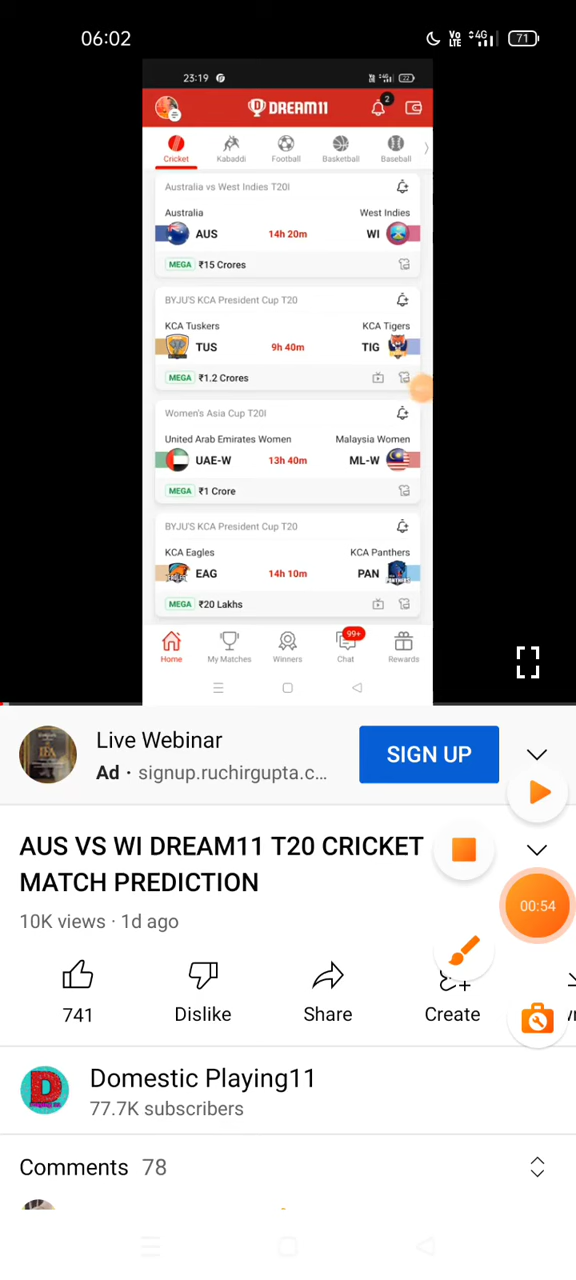 06:02
Vo LTE 4G 71
23:19 22
DREAM11 2
Cricket Kabaddi Football Basketball Baseball
Australia vs West Indies T20I
Australia West Indies
AUS 14h 20m WI
MEGA ₹15 Crores
BYJU'S KCA President Cup T20
KCA Tuskers KCA Tigers
TUS 9h 40m TIG
MEGA ₹1.2 Crores
Women's Asia Cup T20I
United Arab Emirates Women Malaysia Women
UAE-W 13h 40m ML-W
MEGA ₹1 Crore
BYJU'S KCA President Cup T20
KCA Eagles KCA Panthers
EAG 14h 10m PAN
MEGA ₹20 Lakhs
99+
Home My Matches Winners Chat Rewards
Live Webinar
Ad · signup.ruchirgupta.c...
SIGN UP
AUS VS WI DREAM11 T20 CRICKET
MATCH PREDICTION
10K views · 1d ago
00:54
741 Dislike Share Create
Domestic Playing11
77.7K subscribers
Comments 78